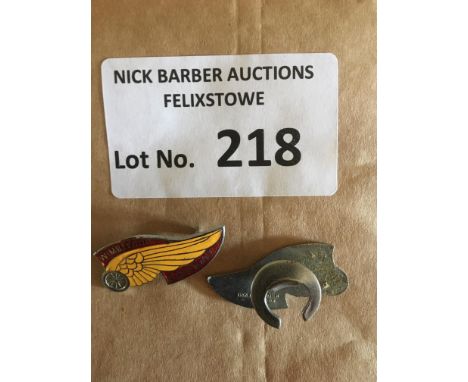 NICK BARBER AUCTIONS
FELIXSTOWE
Lot No. 218